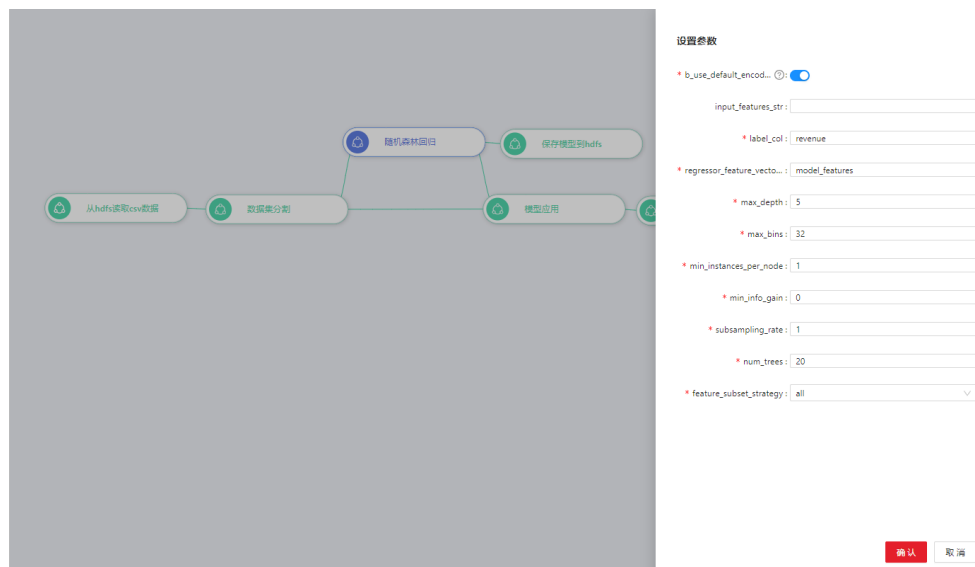 设置参数
* b_use_default_encod... ?:
input_features_str :
* label_col : revenue
* regressor_feature_vecto... : model_features
* max_depth : 5
* max_bins : 32
* min_instances_per_node : 1
* min_info_gain : 0
* subsampling_rate : 1
* num_trees : 20
* feature_subset_strategy : all
确认 取消
随机森林回归 保存模型到hdfs
从hdfs读取csv数据 数据集分割 模型应用